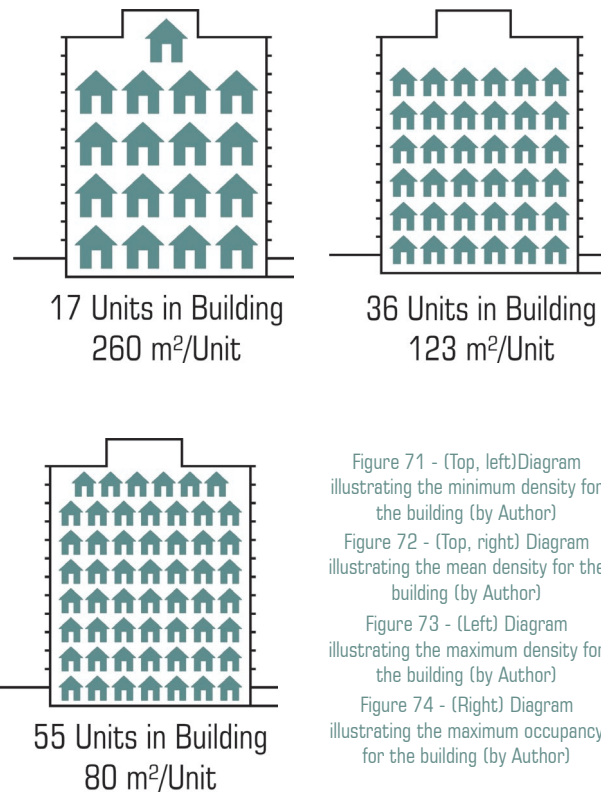 17 Units in Building
260 m²/Unit
36 Units in Building
123 m²/Unit
55 Units in Building
80 m²/Unit
Figure 71 - (Top, left)Diagram
illustrating the minimum density for
the building (by Author)
Figure 72 - (Top, right) Diagram
illustrating the mean density for the
building (by Author)
Figure 73 - (Left) Diagram
illustrating the maximum density for
the building (by Author)
Figure 74 - (Right) Diagram
illustrating the maximum occupancy
for the building (by Author)